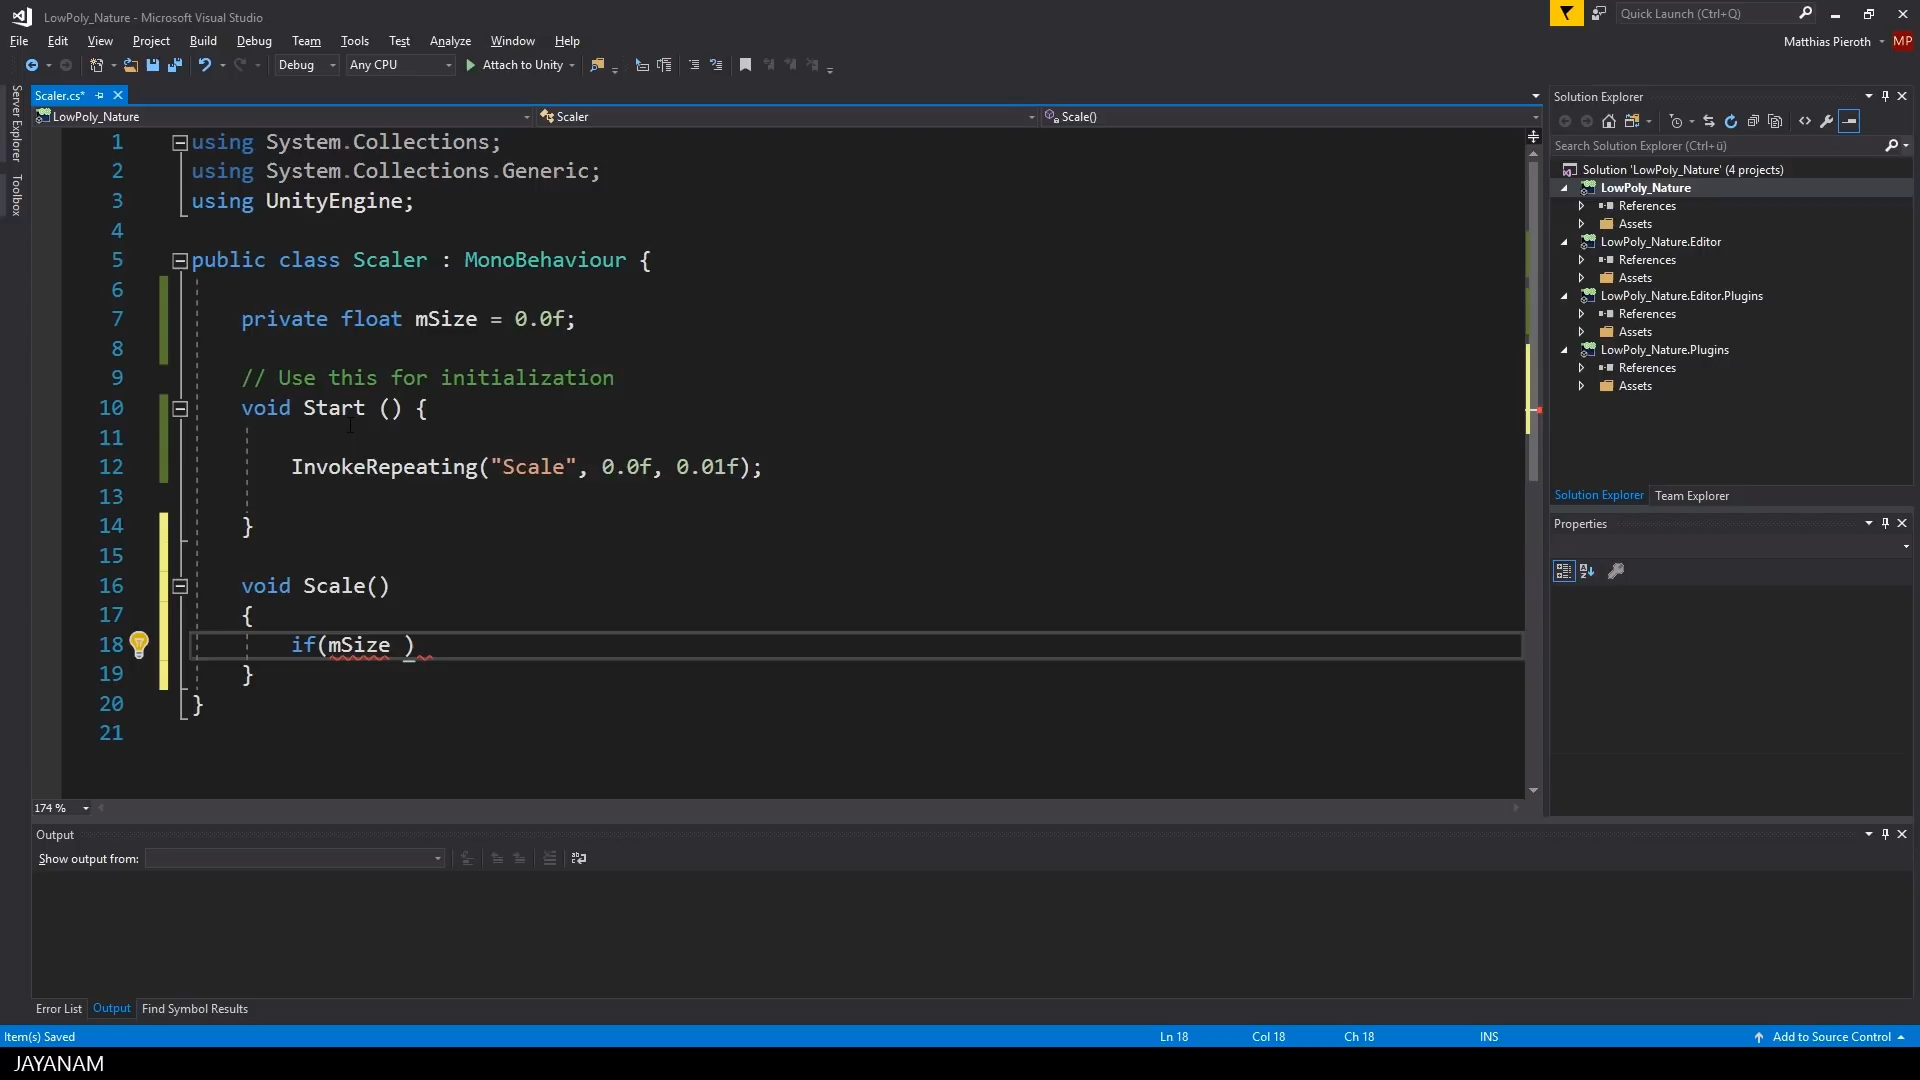 LowPoly_Nature - Microsoft Visual Studio
Quick Launch (Ctrl+Q)
File Edit View Project Build Debug Team Tools Test Analyze Window Help
Matthias Pieroth MP
Debug Any CPU Attach to Unity
Server Explorer
Toolbox
Scaler.cs*
LowPoly_Nature Scaler Scale()
1 using System.Collections;
2 using System.Collections.Generic;
3 using UnityEngine;
4
5 public class Scaler : MonoBehaviour {
6
7 private float mSize = 0.0f;
8
9 // Use this for initialization
10 void Start () {
11
12 InvokeRepeating("Scale", 0.0f, 0.01f);
13
14 }
15
16 void Scale()
17 {
18 if(mSize )
19 }
20 }
21
174 %
Solution Explorer
Search Solution Explorer (Ctrl+ü)
Solution 'LowPoly_Nature' (4 projects)
LowPoly_Nature
References
Assets
LowPoly_Nature.Editor
References
Assets
LowPoly_Nature.Editor.Plugins
References
Assets
LowPoly_Nature.Plugins
References
Assets
Solution Explorer Team Explorer
Properties
Output
Show output from:
Error List Output Find Symbol Results
Item(s) Saved Ln 18 Col 18 Ch 18 INS Add to Source Control
JAYANAM